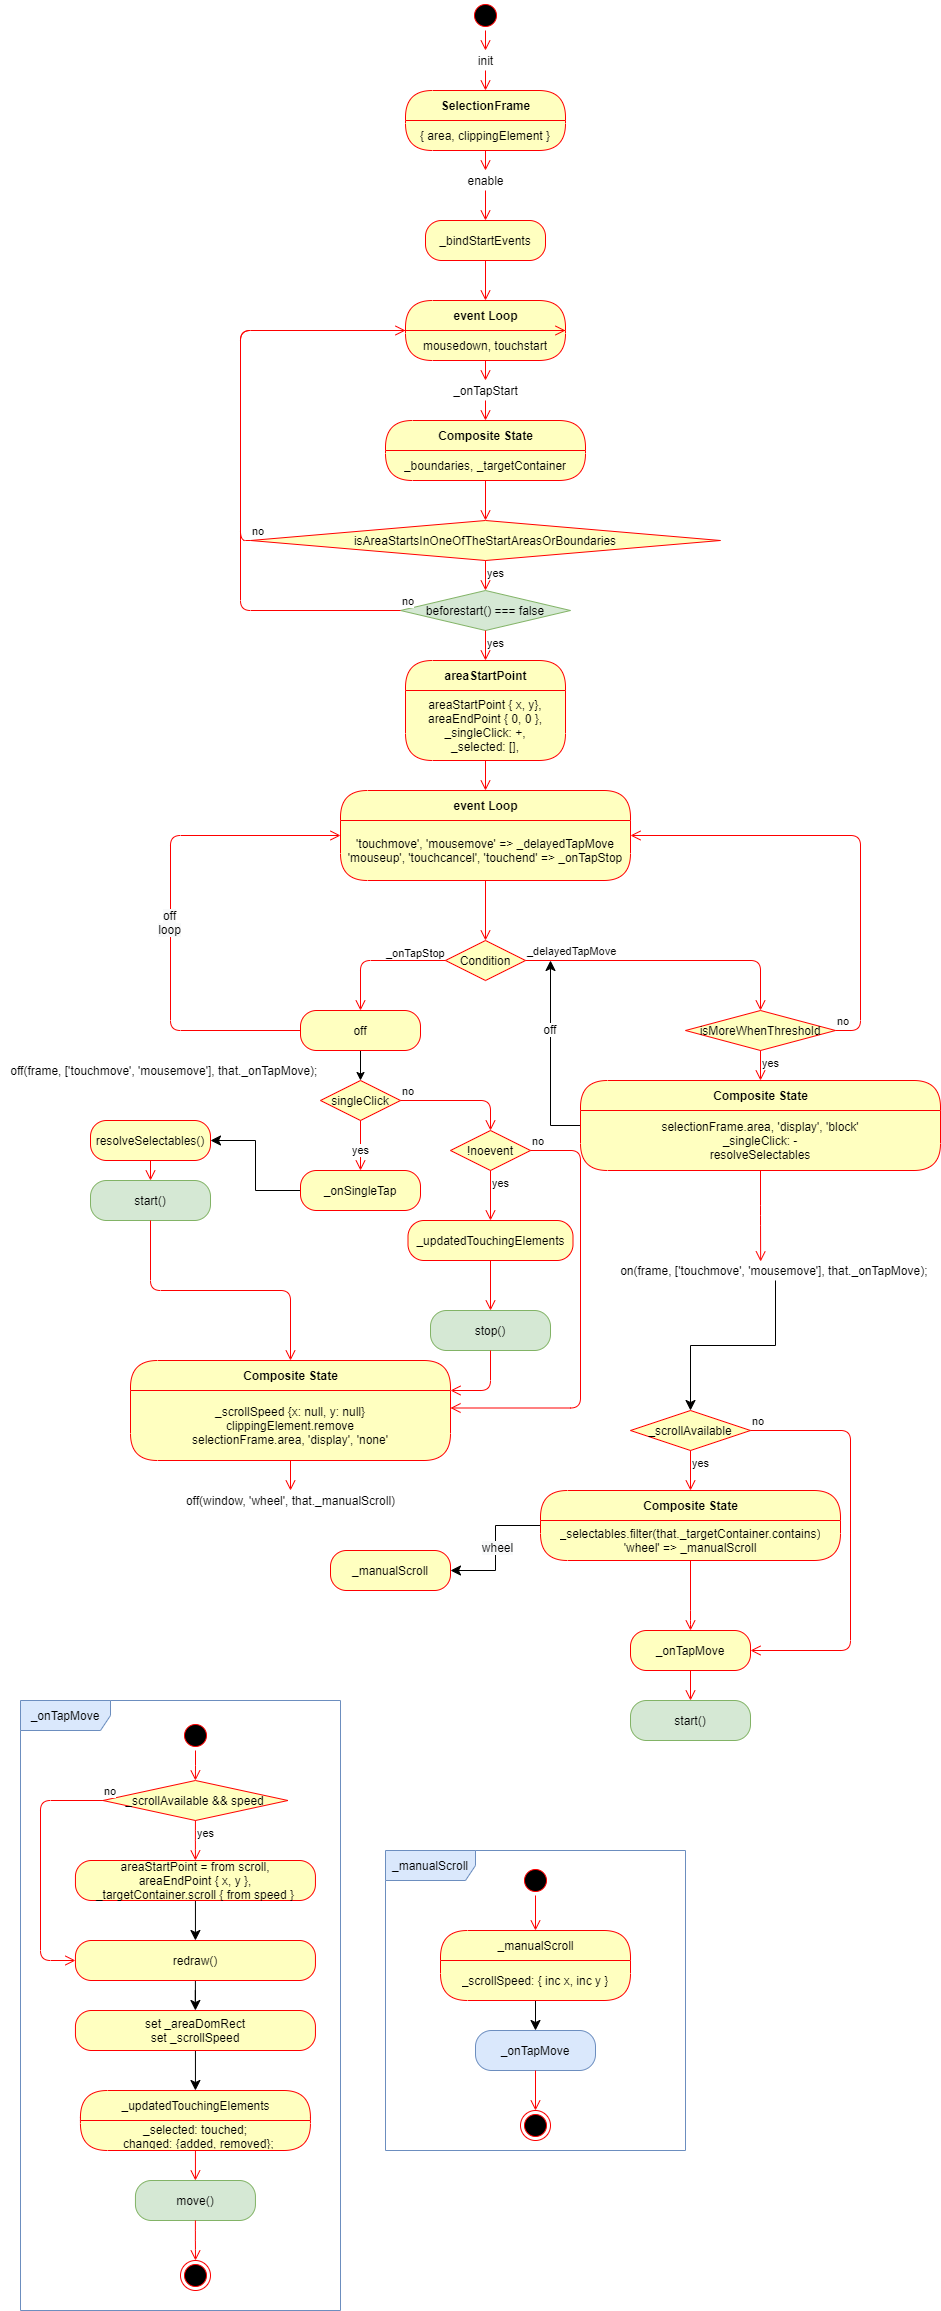 init
SelectionFrame
{ area, clippingElement }
enable
_bindStartEvents
event Loop
mousedown, touchstart
_onTapStart
Composite State
_boundaries, _targetContainer
no
isAreaStartsInOneOfTheStartAreasOrBoundaries
yes
no
beforestart() === false
yes
areaStartPoint
areaStartPoint { x, y},
areaEndPoint { 0, 0 },
_singleClick: +,
_selected: [],
event Loop
'touchmove', 'mousemove' => _delayedTapMove
'mouseup', 'touchcancel', 'touchend' => _onTapStop
off
loop
_onTapStop
Condition
_delayedTapMove
off
off
isMoreWhenThreshold
no
yes
off(frame, ['touchmove', 'mousemove'], that._onTapMove);
singleClick
no
yes
Composite State
selectionFrame.area, 'display', 'block'
_singleClick: -
resolveSelectables
resolveSelectables()
!noevent
no
yes
_onSingleTap
start()
_updatedTouchingElements
on(frame, ['touchmove', 'mousemove'], that._onTapMove);
stop()
Composite State
_scrollSpeed {x: null, y: null}
clippingElement.remove
selectionFrame.area, 'display', 'none'
off(window, 'wheel', that._manualScroll)
_scrollAvailable
no
yes
Composite State
_selectables.filter(that._targetContainer.contains)
'wheel' => _manualScroll
wheel
_manualScroll
_onTapMove
start()
_onTapMove
no
_scrollAvailable && speed
yes
areaStartPoint = from scroll,
areaEndPoint { x, y },
_targetContainer.scroll { from speed }
redraw()
set _areaDomRect
set _scrollSpeed
_updatedTouchingElements
_selected: touched;
changed: {added, removed};
move()
_manualScroll
_manualScroll
_scrollSpeed: { inc x, inc y }
_onTapMove